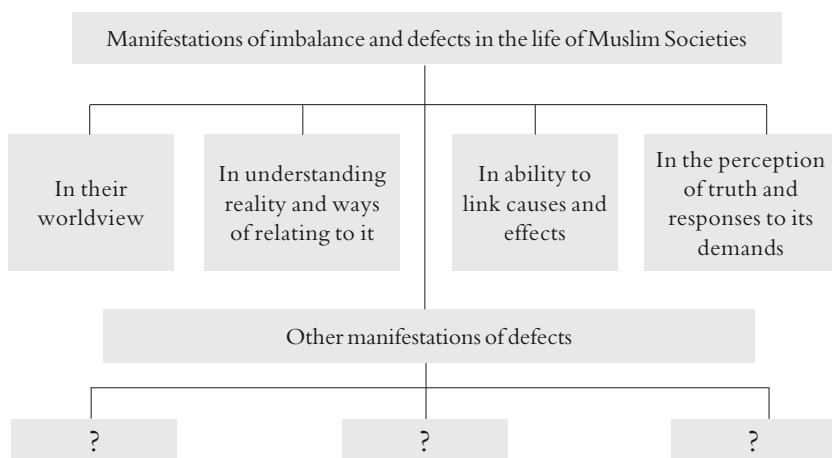 Manifestations of imbalance and defects in the life of Muslim Societies
In their
worldview
In understanding
reality and ways
of relating to it
In ability to
link causes and
effects
In the perception
of truth and
responses to its
demands
Other manifestations of defects
?
?
?